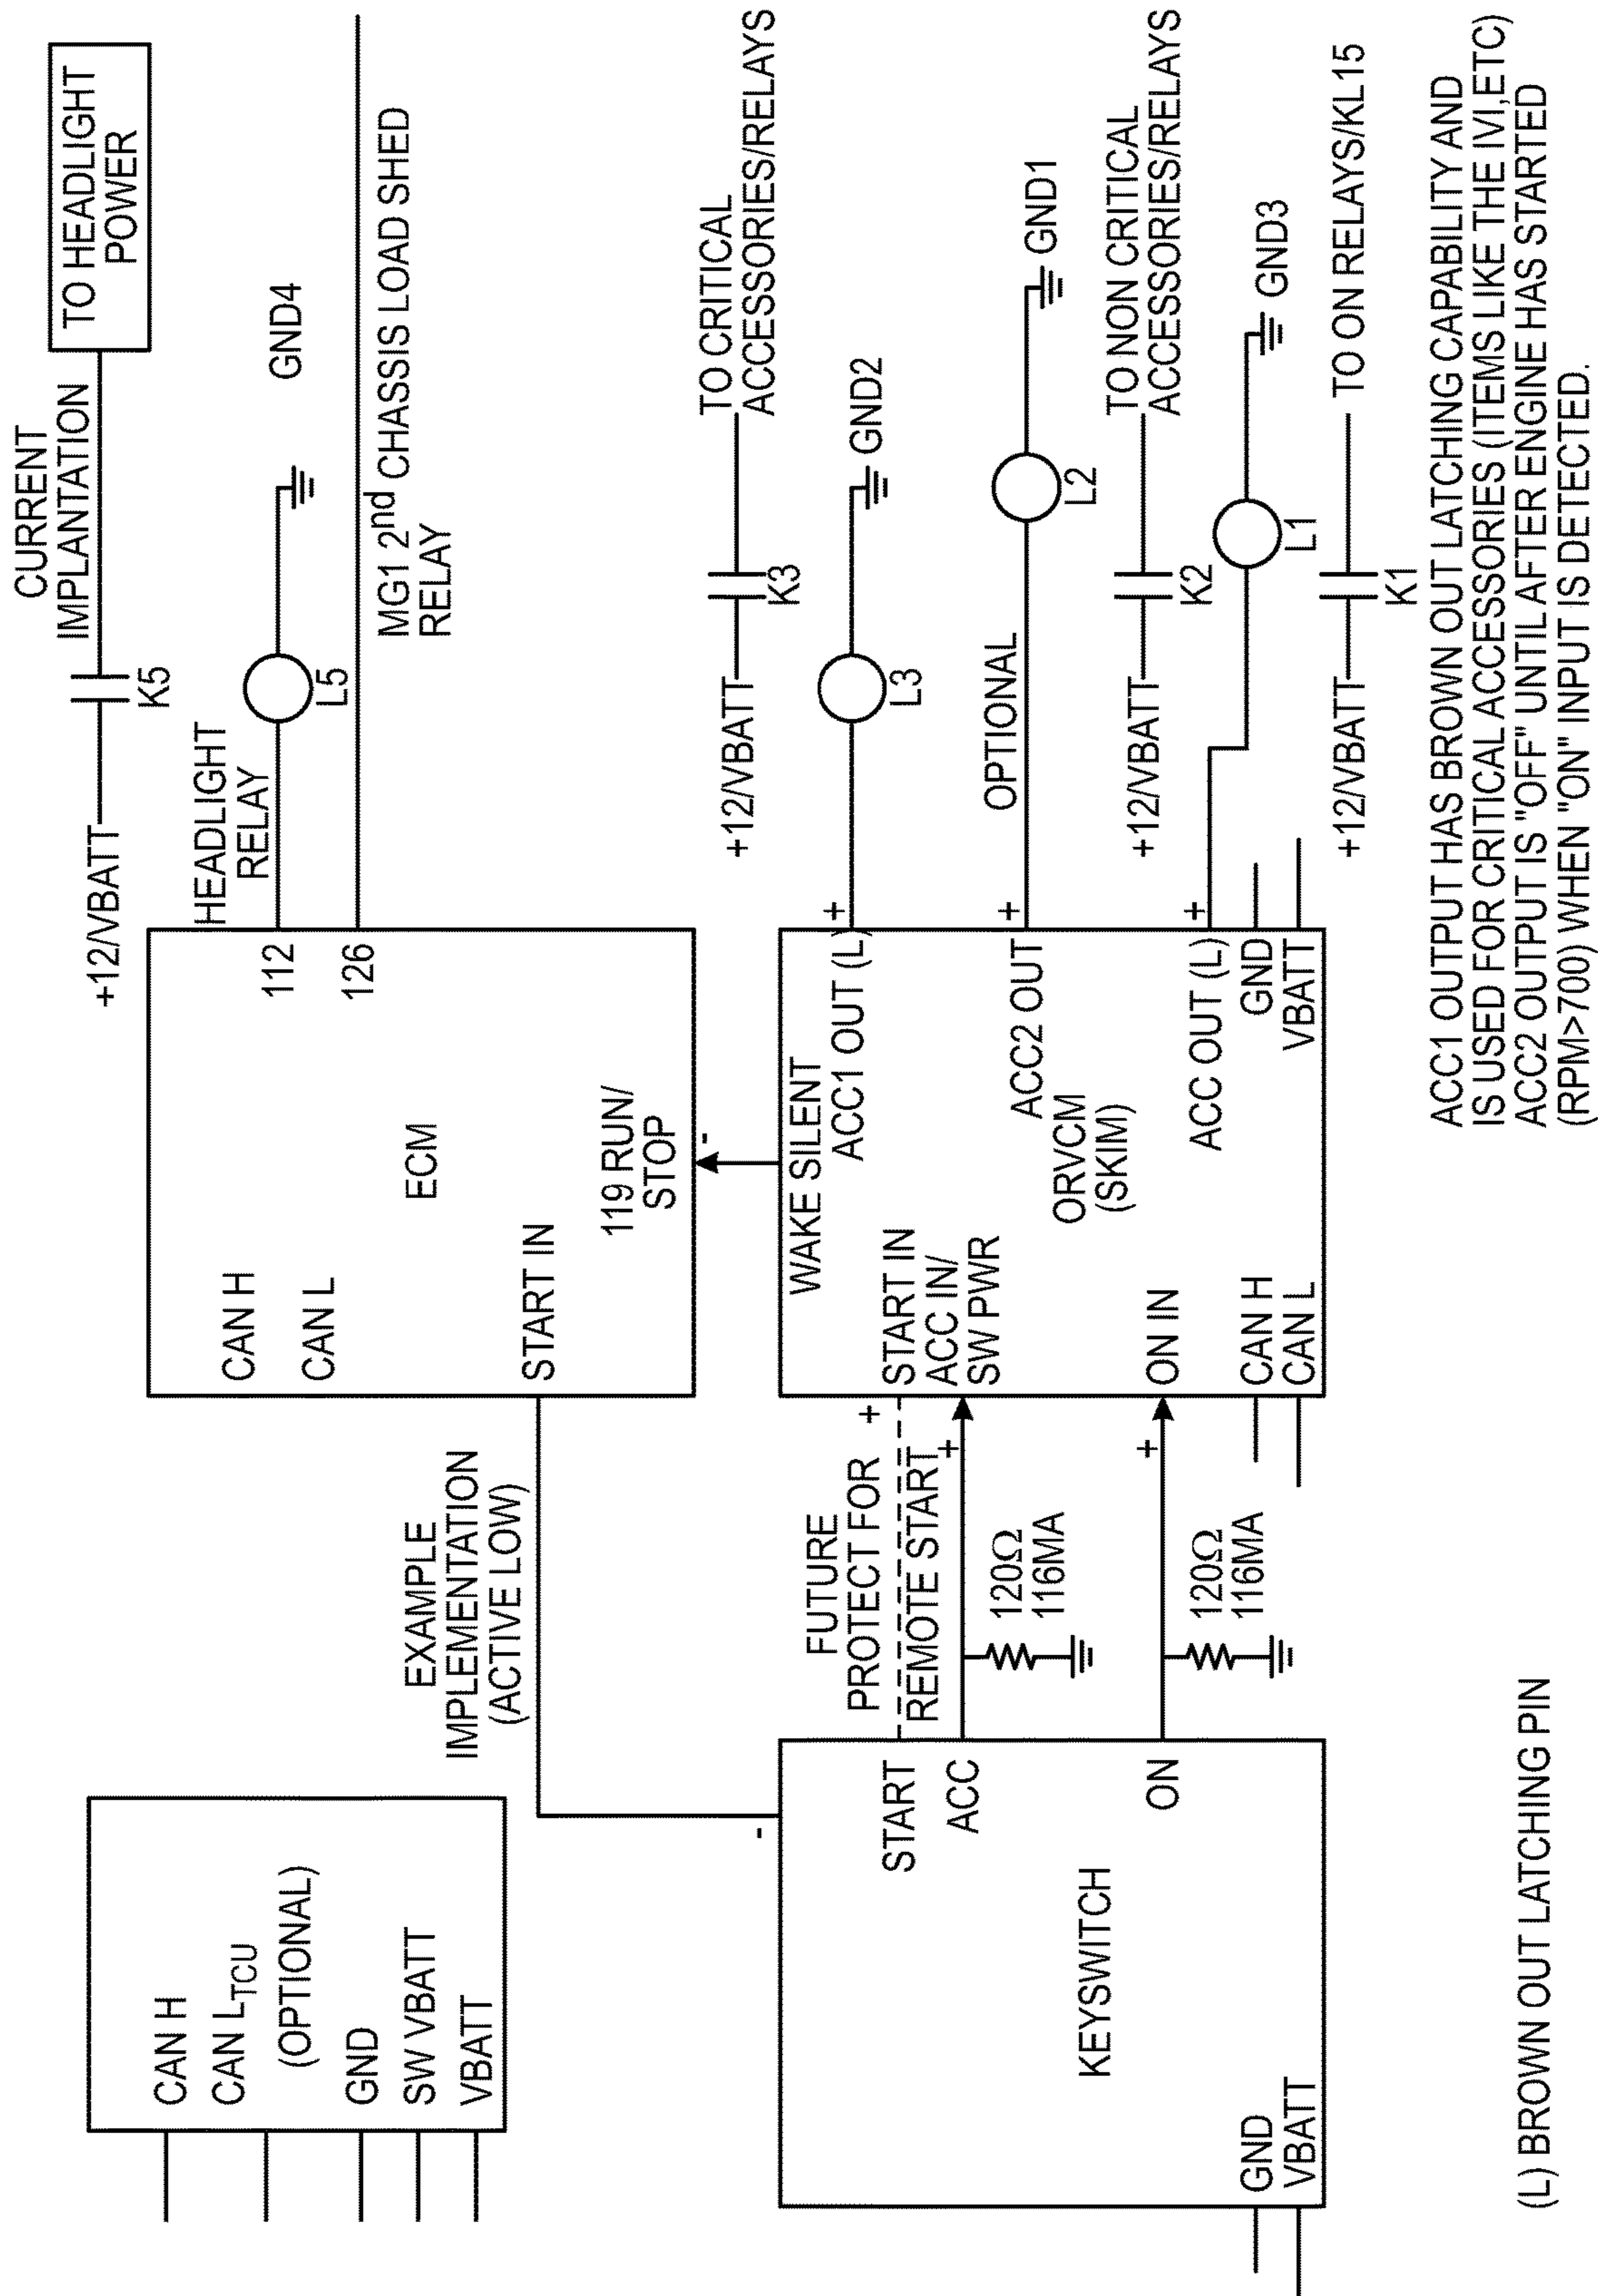 CAN H
CAN LTCU
(OPTIONAL)
GND
SW VBATT
VBATT
EXAMPLE
IMPLEMENTATION
(ACTIVE LOW)
CAN H
CAN L
START IN
ECM
119 RUN/
STOP
112
126
-
+12/VBATT
K5
CURRENT
IMPLANTATION
TO HEADLIGHT
POWER
HEADLIGHT
RELAY
L5
GND4
MG1 2nd CHASSIS LOAD SHED
RELAY
-
START
ACC
ON
KEYSWITCH
GND
VBATT
FUTURE
PROTECT FOR
REMOTE START
+
+
120Ω
116MA
+
120Ω
116MA
WAKE SILENT
START IN
ACC IN/
SW PWR
ON IN
CAN H
CAN L
ORVCM
(SKIM)
ACC1 OUT (L)
ACC2 OUT
ACC OUT (L)
GND
VBATT
+
+
+
+12/VBATT
K3
TO CRITICAL
ACCESSORIES/RELAYS
L3
GND2
OPTIONAL
L2
GND1
+12/VBATT
K2
TO NON CRITICAL
ACCESSORIES/RELAYS
L1
GND3
+12/VBATT
K1
TO ON RELAYS/KL15
(L) BROWN OUT LATCHING PIN
ACC1 OUTPUT HAS BROWN OUT LATCHING CAPABILITY AND
IS USED FOR CRITICAL ACCESSORIES (ITEMS LIKE THE IVI,ETC)
ACC2 OUTPUT IS "OFF" UNTIL AFTER ENGINE HAS STARTED
(RPM>700) WHEN "ON" INPUT IS DETECTED.